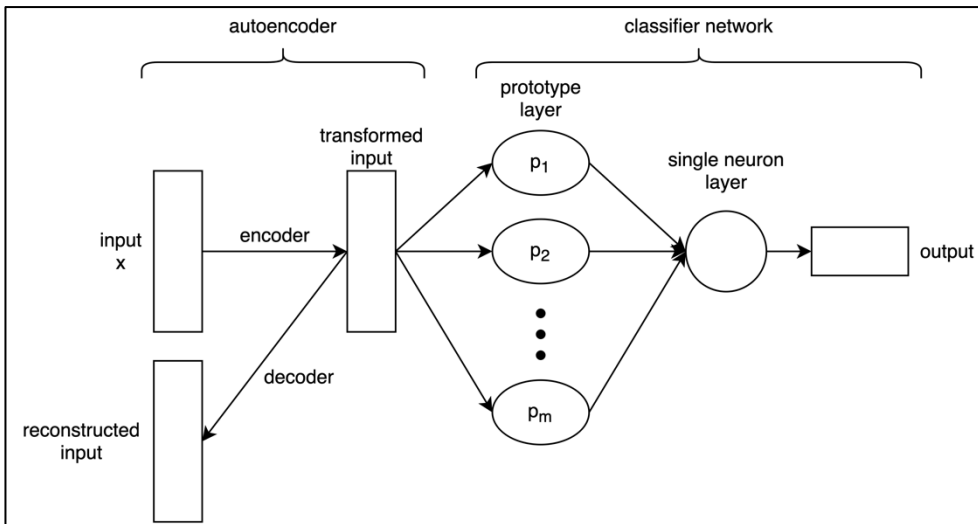 autoencoder
classifier network
prototype
layer
transformed
input
p₁
single neuron
layer
input
x
encoder
p₂
output
decoder
reconstructed
input
pₘ